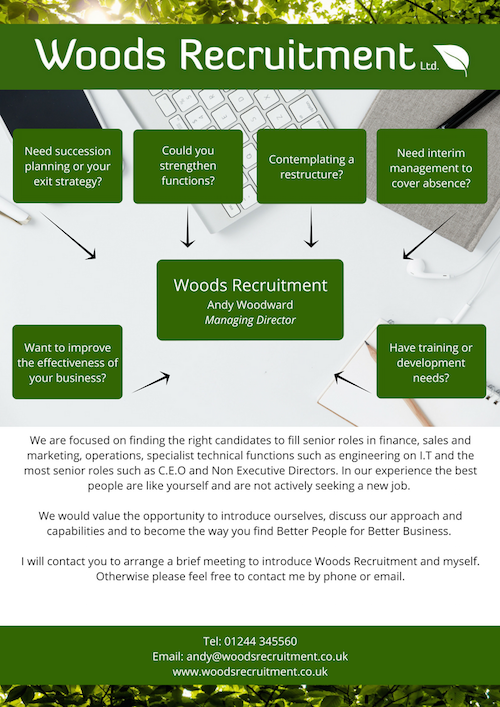 Woods Recruitment Ltd.
Need succession
planning or your
exit strategy?
Could you
strengthen
functions?
Contemplating a
restructure?
Need interim
management to
cover absence?
Woods Recruitment
Andy Woodward
Managing Director
Want to improve
the effectiveness of
your business?
Have training or
development
needs?
We are focused on finding the right candidates to fill senior roles in finance, sales and
marketing, operations, specialist technical functions such as engineering on I.T and the
most senior roles such as C.E.O and Non Executive Directors. In our experience the best
people are like yourself and are not actively seeking a new job.
We would value the opportunity to introduce ourselves, discuss our approach and
capabilities and to become the way you find Better People for Better Business.
I will contact you to arrange a brief meeting to introduce Woods Recruitment and myself.
Otherwise please feel free to contact me by phone or email.
Tel: 01244 345560
Email: andy@woodsrecruitment.co.uk
www.woodsrecruitment.co.uk